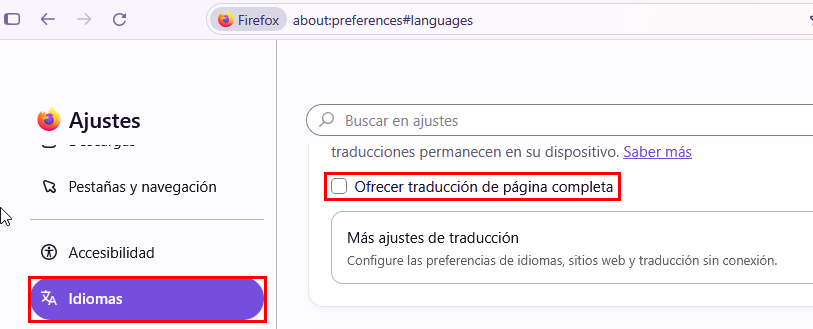 Firefox about:preferences#languages
Ajustes
Buscar en ajustes
Descargas
traducciones permanecen en su dispositivo. Saber más
Pestañas y navegación
Ofrecer traducción de página completa
Más ajustes de traducción
Configure las preferencias de idiomas, sitios web y traducción sin conexión.
Accesibilidad
Idiomas